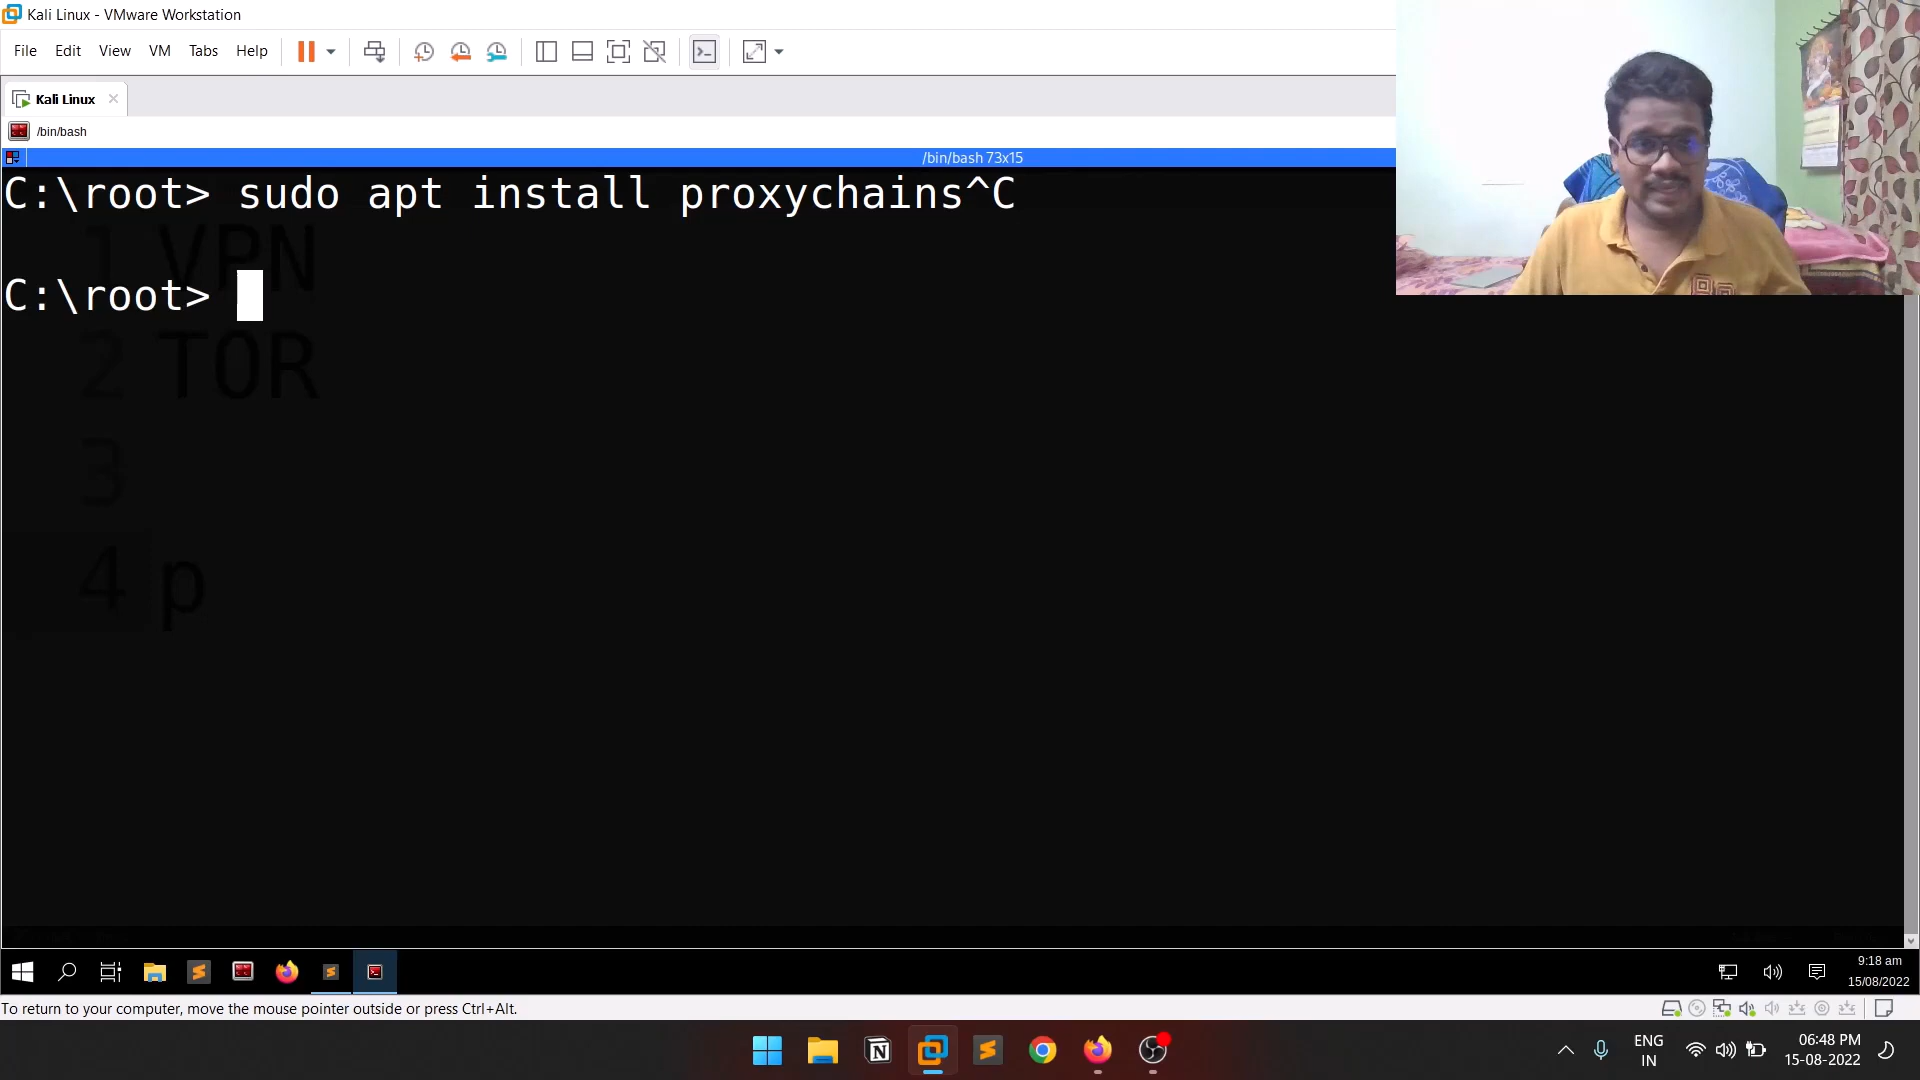 Kali Linux - VMware Workstation
File Edit View VM Tabs Help
Kali Linux
/bin/bash
/bin/bash 73x15
C:\root> sudo apt install proxychains^C
1 VPN
C:\root>
2 TOR
3
4 p
9:18 am
15/08/2022
To return to your computer, move the mouse pointer outside or press Ctrl+Alt.
ENG
IN
06:48 PM
15-08-2022